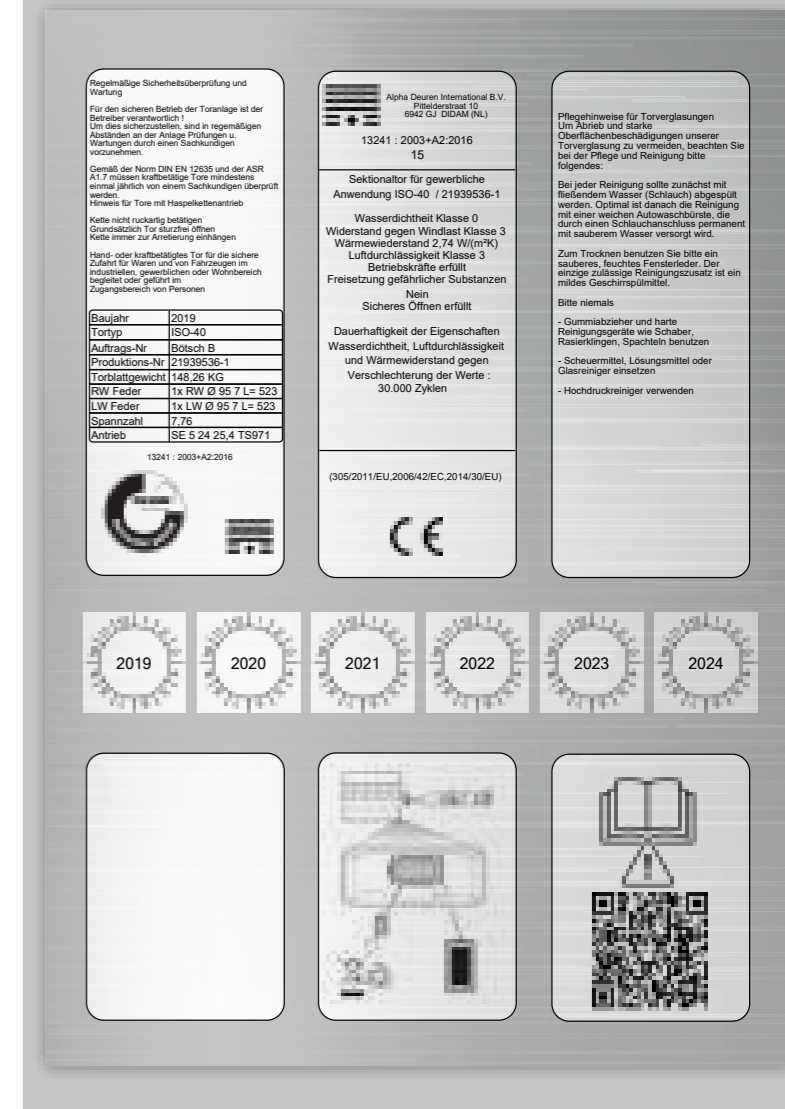 Regelmäßige Sicherheitsüberprüfung und
Wartung
Für den sicheren Betrieb der Toranlage ist der
Betreiber verantwortlich !
Um dies sicherzustellen, sind in regemäßigen
Abständen an der Anlage Prüfungen u.
Wartungen durch einen Sachkundigen
vorzunehmen.
Gemäß der Norm DIN EN 12635 und der ASR
A1.7 müssen kraftbetätige Tore mindestens
einmal jährlich von einem Sachkundigen überprüft
werden.
Hinweis für Tore mit Haspelkettenantrieb
Kette nicht ruckartig betätigen
Grundsätzlich Tor sturzfrei öffnen
Kette immer zur Arretierung einhängen
Hand- oder kraftbetätigtes Tor für die sichere
Zufahrt für Waren und von Fahrzeugen im
industriellen, gewerblichen oder Wohnbereich
begleitet oder geführt im
Zugangsbereich von Personen
Baujahr 2019
Tortyp ISO-40
Auftrags-Nr Bötsch B
Produktions-Nr 21939536-1
Torblattgewicht 148,26 KG
RW Feder 1x RW Ø 95 7 L= 523
LW Feder 1x LW Ø 95 7 L= 523
Spannzahl 7,76
Antrieb SE 5 24 25,4 TS971
13241 : 2003+A2:2016
Alpha Deuren International B.V.
Pittelderstraat 10
6942 GJ DIDAM (NL)
13241 : 2003+A2:2016
15
Sektionaltor für gewerbliche
Anwendung ISO-40 / 21939536-1
Wasserdichtheit Klasse 0
Widerstand gegen Windlast Klasse 3
Wärmewiederstand 2,74 W/(m²K)
Luftdurchlässigkeit Klasse 3
Betriebskräfte erfüllt
Freisetzung gefährlicher Substanzen
Nein
Sicheres Öffnen erfüllt
Dauerhaftigkeit der Eigenschaften
Wasserdichtheit, Luftdurchlässigkeit
und Wärmewiderstand gegen
Verschlechterung der Werte :
30.000 Zyklen
(305/2011/EU,2006/42/EC,2014/30/EU)
CE
Pflegehinweise für Torverglasungen
Um Abrieb und starke
Oberflächenbeschädigungen unserer
Torverglasung zu vermeiden, beachten Sie
bei der Pflege und Reinigung bitte
folgendes:
Bei jeder Reinigung sollte zunächst mit
fließendem Wasser (Schlauch) abgespült
werden. Optimal ist danach die Reinigung
mit einer weichen Autowaschbürste, die
durch einen Schlauchanschluss permanent
mit sauberem Wasser versorgt wird.
Zum Trocknen benutzen Sie bitte ein
sauberes, feuchtes Fensterleder. Der
einzige zulässige Reinigungszusatz ist ein
mildes Geschirrspülmittel.
Bitte niemals
- Gummiabzieher und harte
Reinigungsgeräte wie Schaber,
Rasierklingen, Spachteln benutzen
- Scheuermittel, Lösungsmittel oder
Glasreiniger einsetzen
- Hochdruckreiniger verwenden
2019 2020 2021 2022 2023 2024